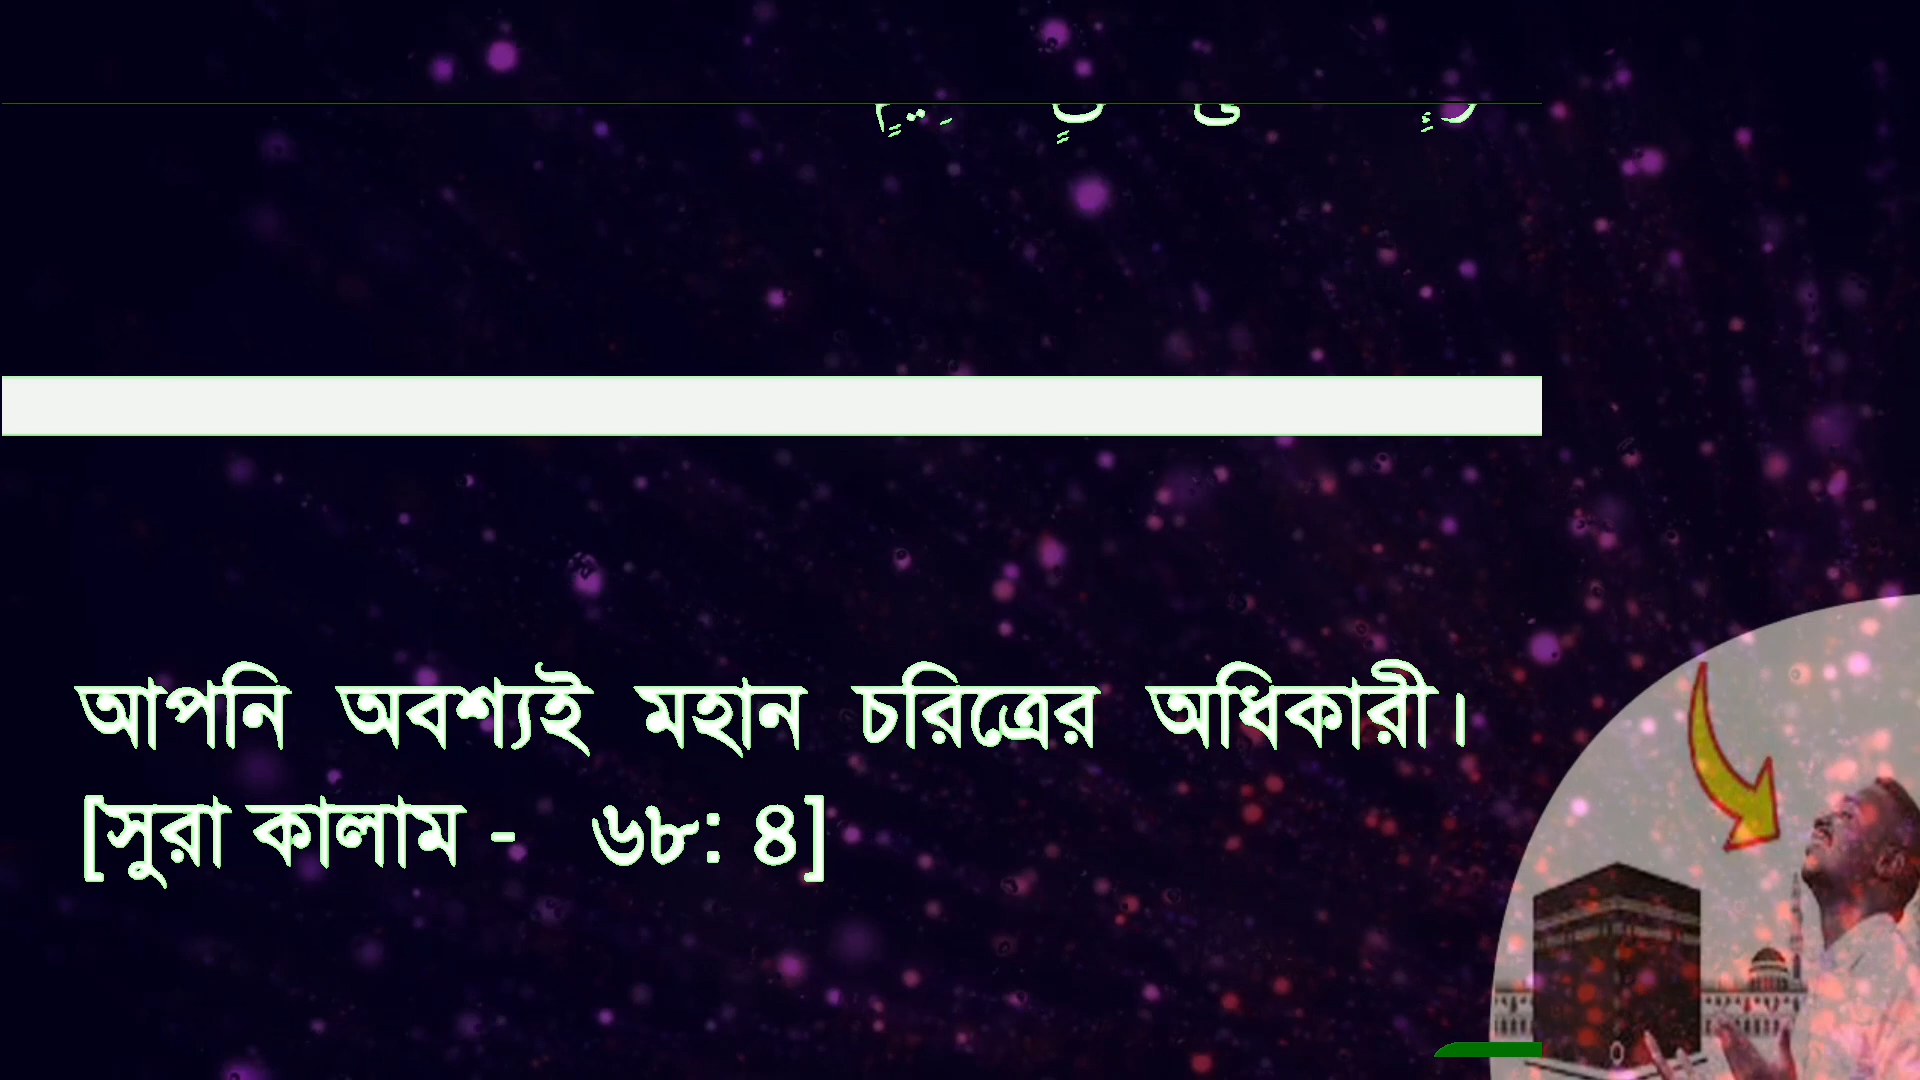 আপনি অবশ্যই মহান চরিত্রের অধিকারী।
[সুরা কালাম - ৬৮: ৪]